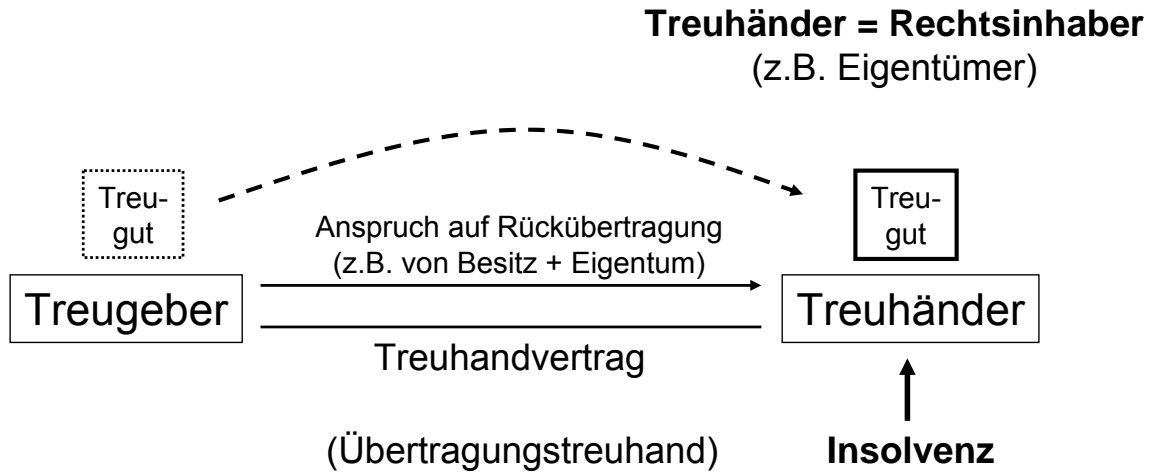 Treuhänder = Rechtsinhaber
(z.B. Eigentümer)
Treu-
gut
Treu-
gut
Anspruch auf Rückübertragung
(z.B. von Besitz + Eigentum)
Treugeber
Treuhänder
Treuhandvertrag
(Übertragungstreuhand)
Insolvenz